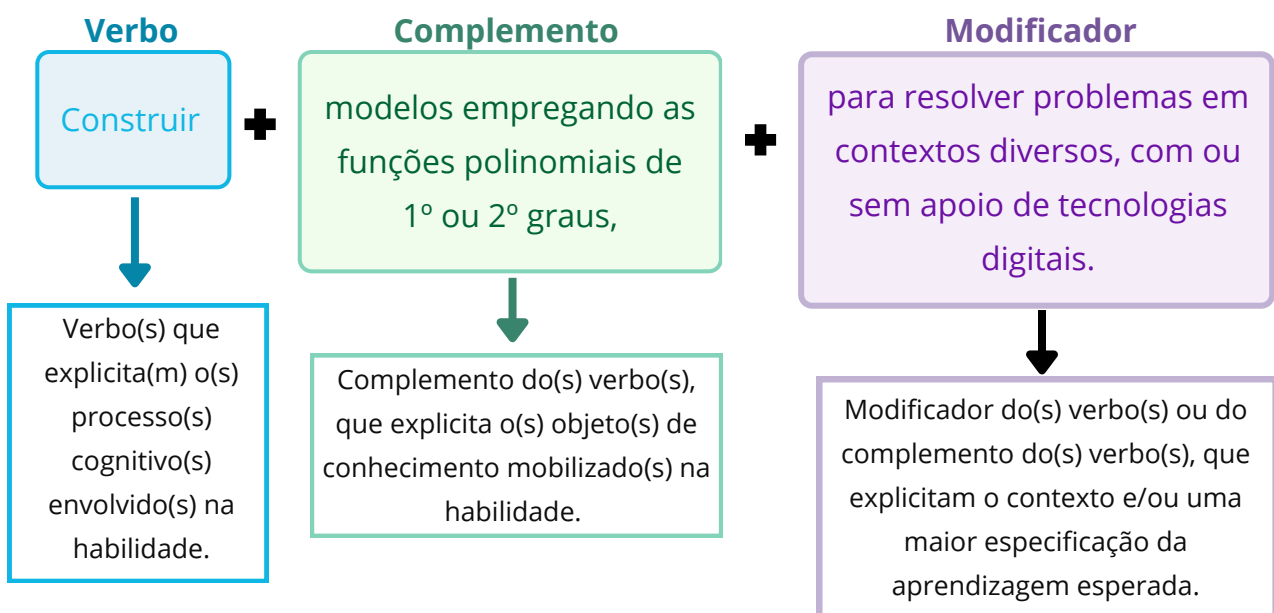 Verbo
Construir
Verbo(s) que
explicita(m) o(s)
processo(s)
cognitivo(s)
envolvido(s) na
habilidade.
Complemento
modelos empregando as
funções polinomiais de
1º ou 2º graus,
Complemento do(s) verbo(s),
que explicita o(s) objeto(s) de
conhecimento mobilizado(s) na
habilidade.
Modificador
para resolver problemas em
contextos diversos, com ou
sem apoio de tecnologias
digitais.
Modificador do(s) verbo(s) ou do
complemento do(s) verbo(s), que
explicitam o contexto e/ou uma
maior especificação da
aprendizagem esperada.